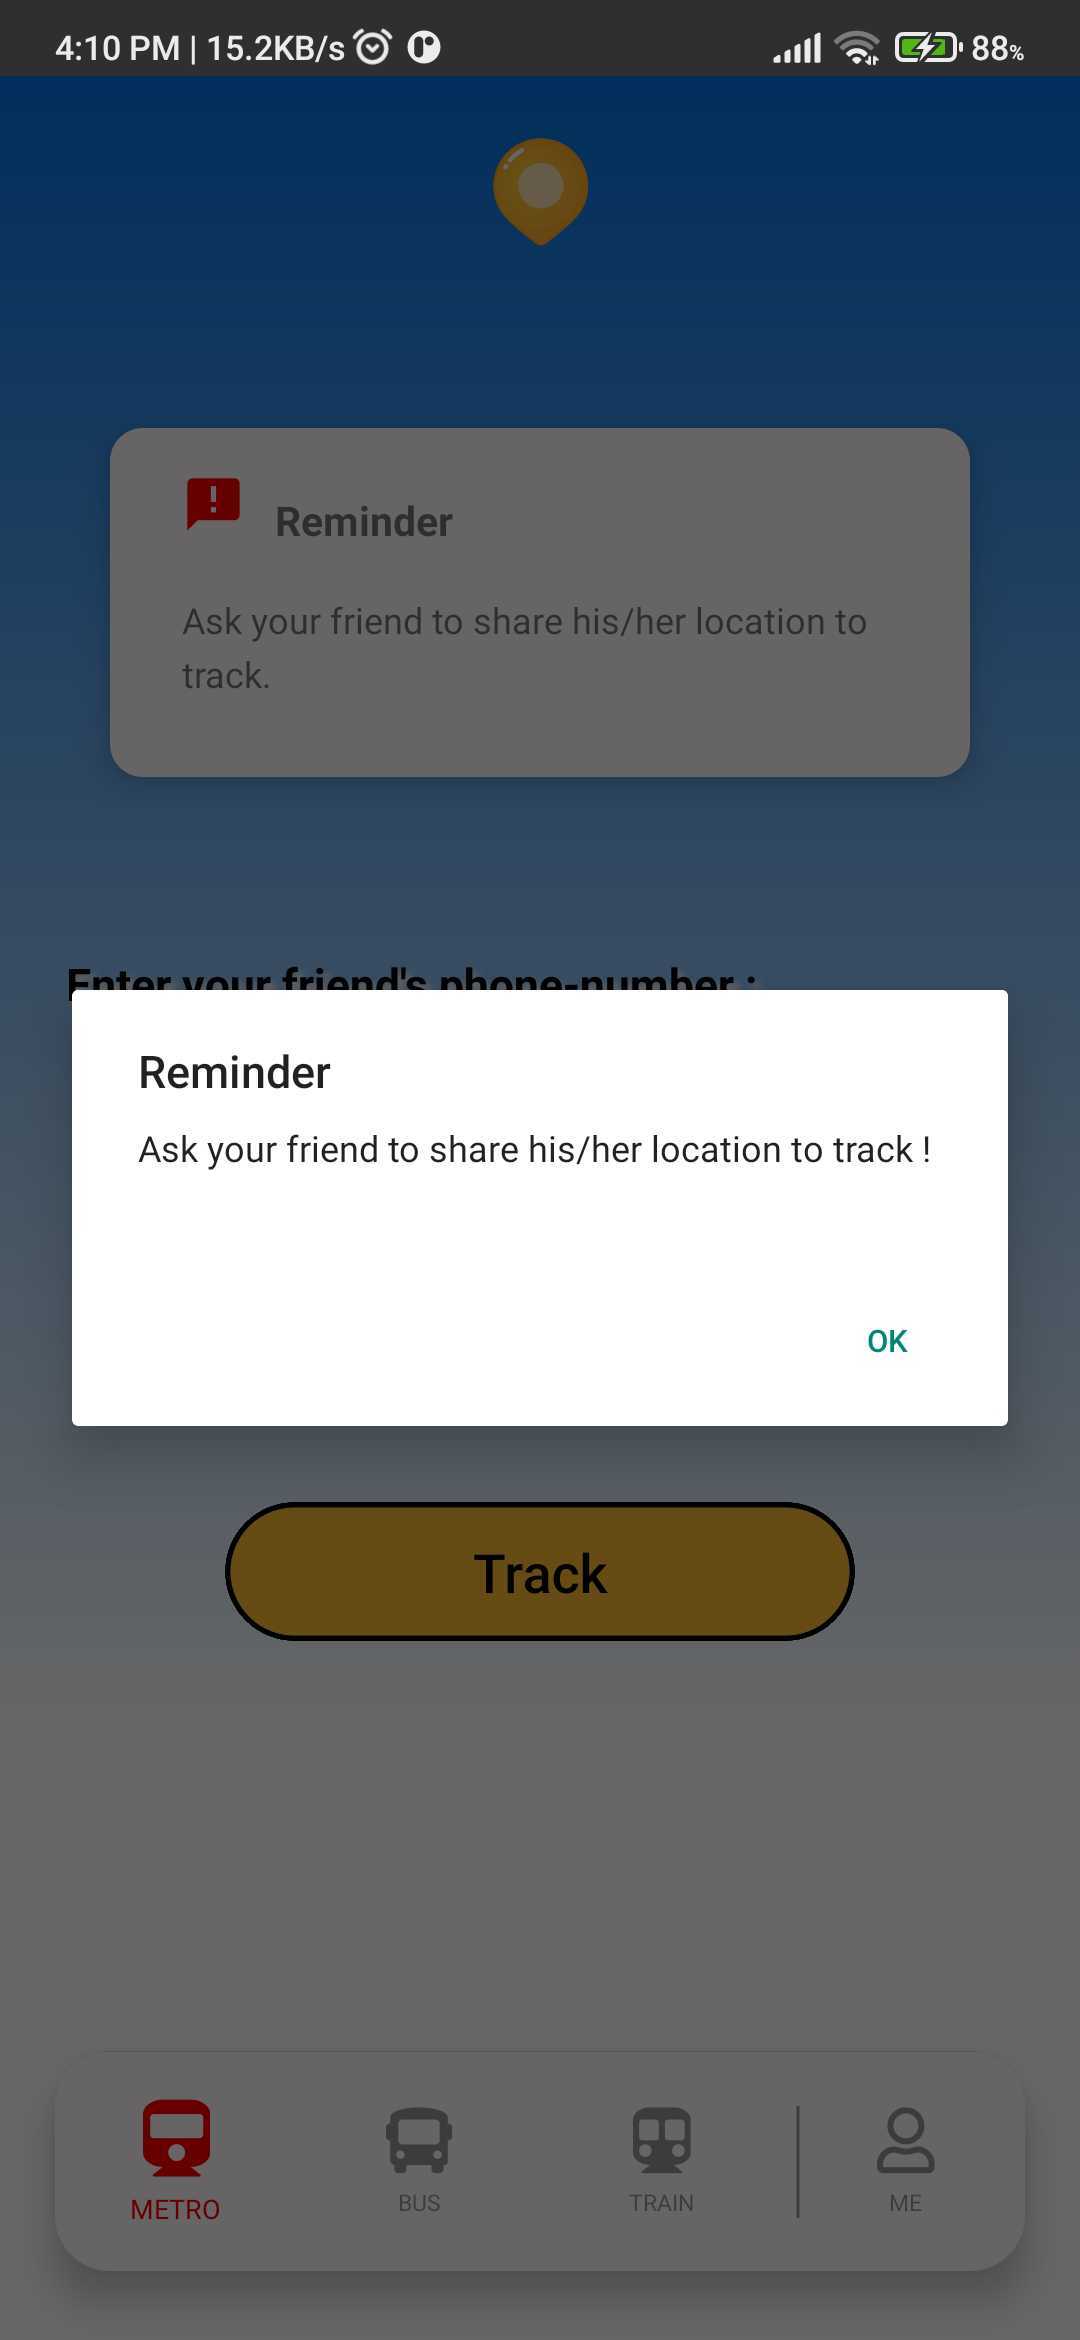 4:10 PM | 15.2KB/s 88%
Reminder
Ask your friend to share his/her location to
track.
Enter your friend's phone-number :
Reminder
Ask your friend to share his/her location to track !
OK
Track
METRO BUS TRAIN ME